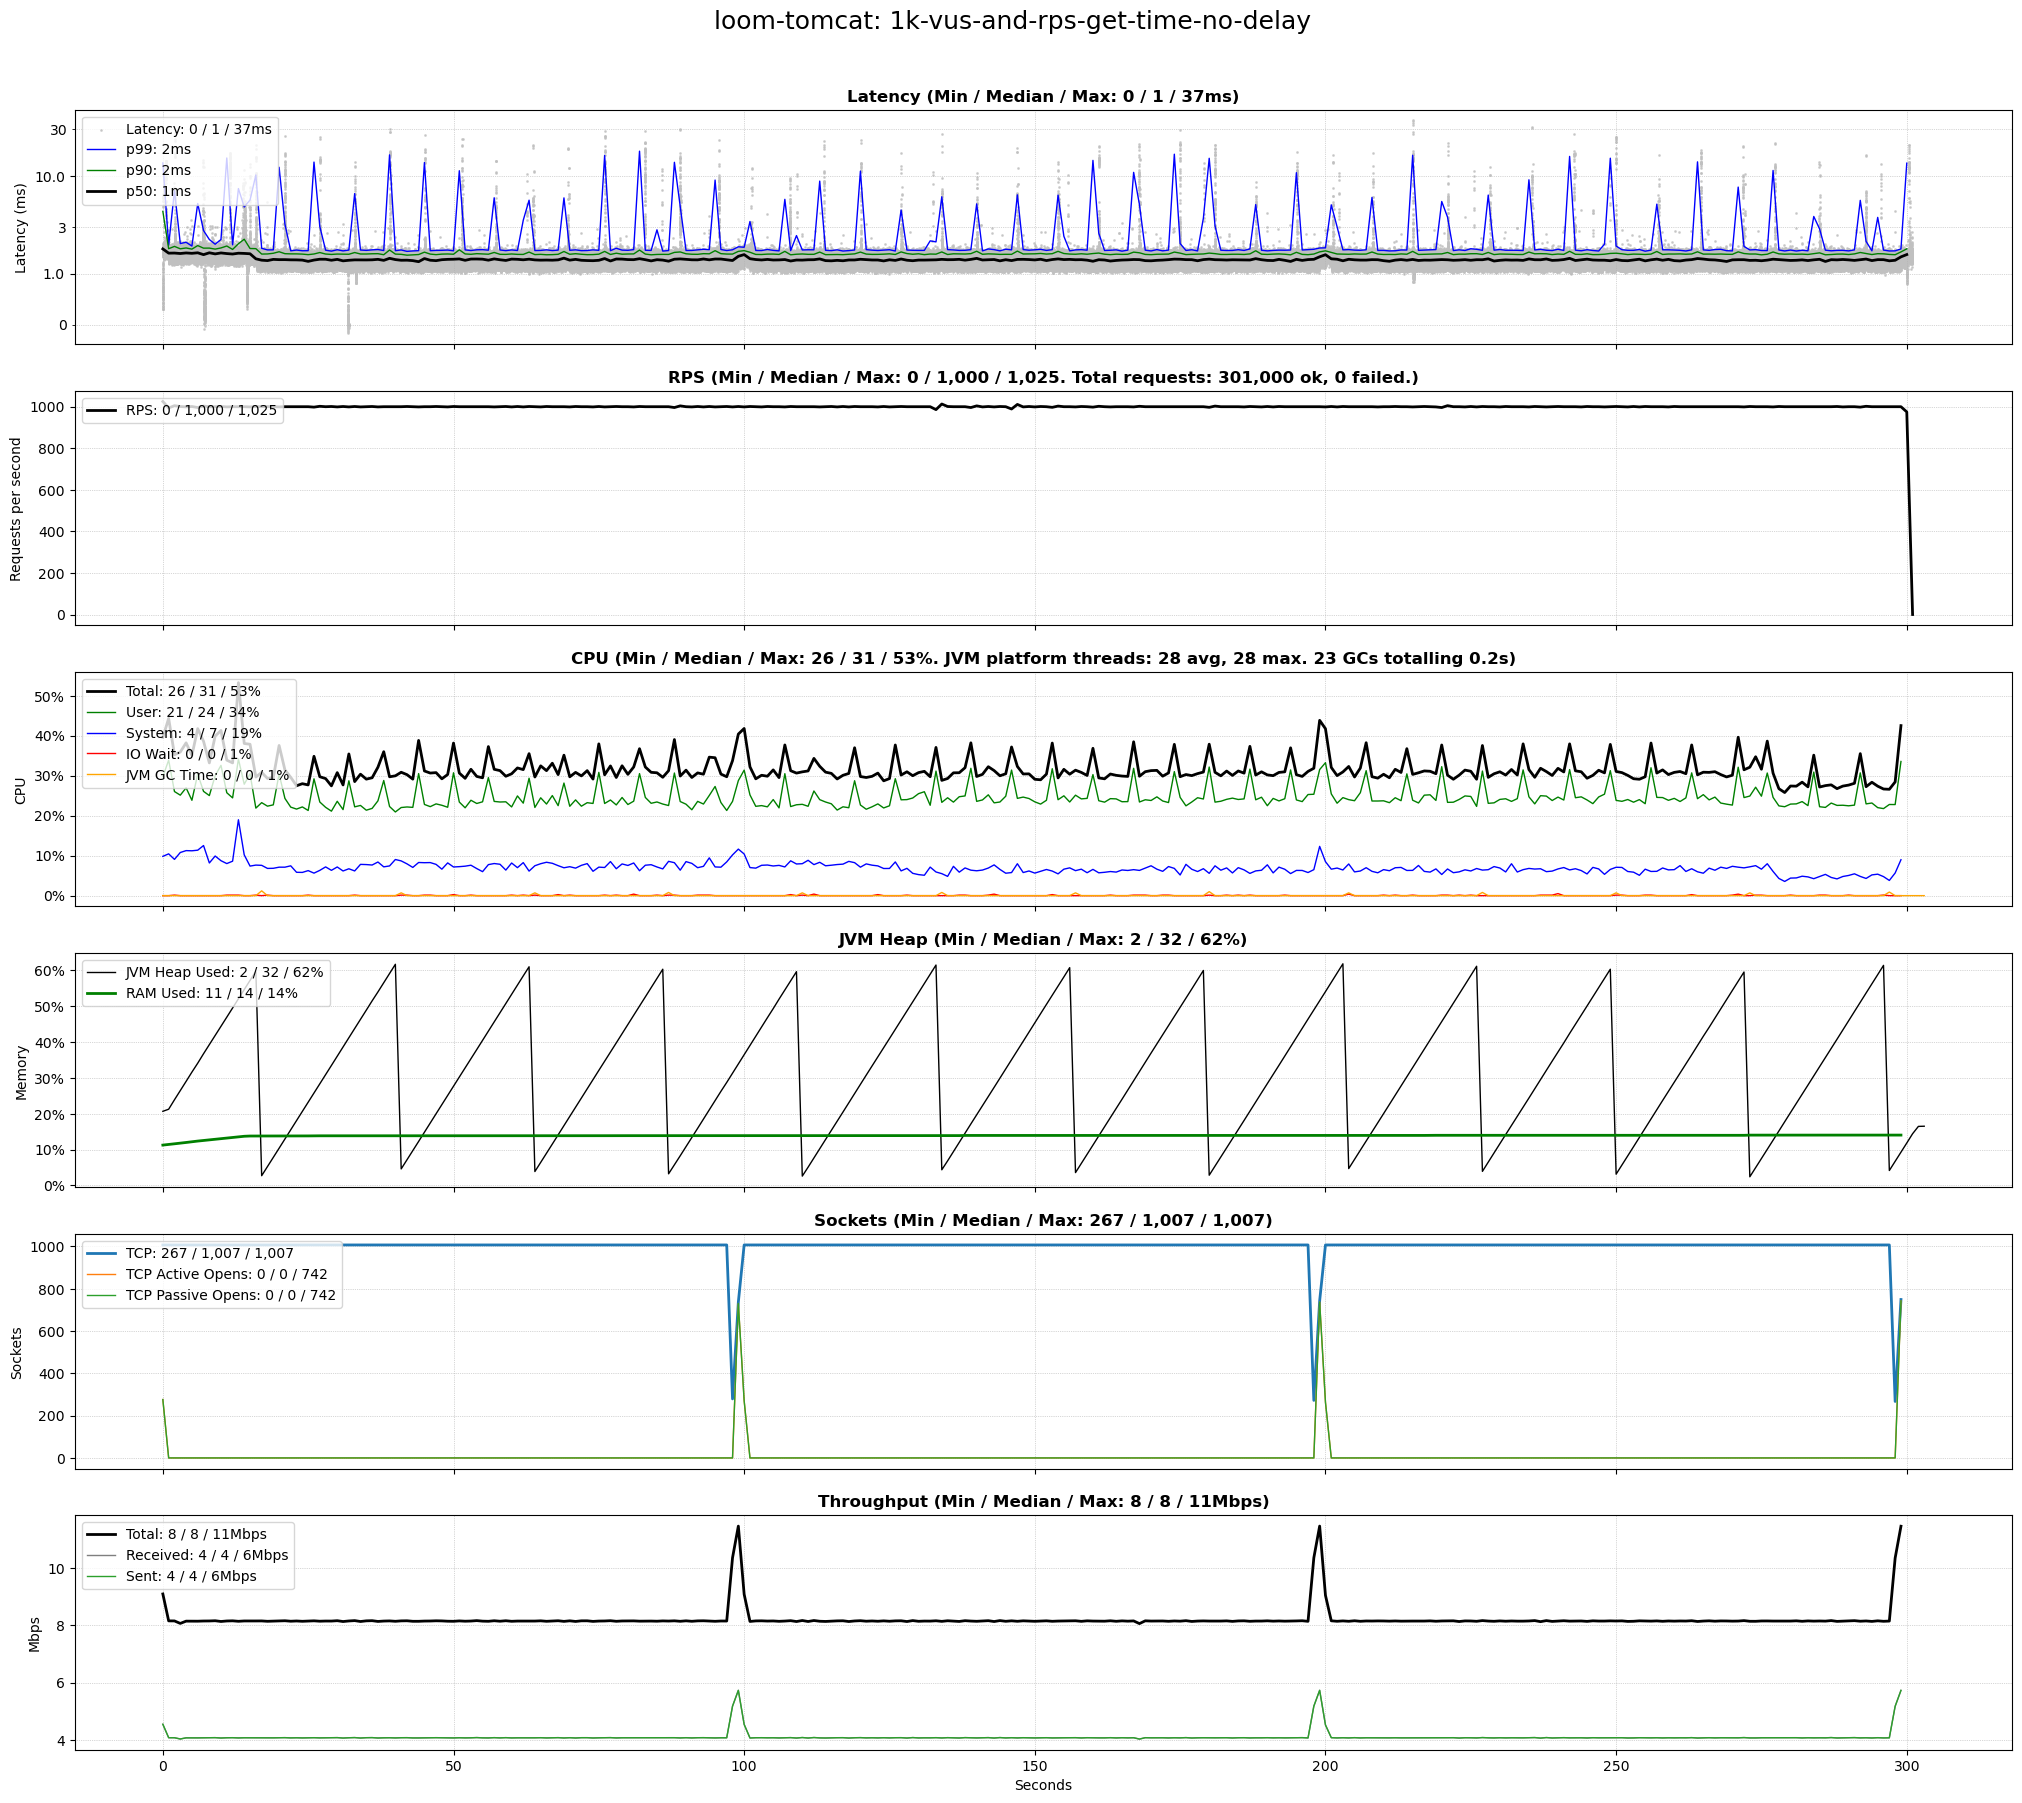 loom-tomcat: 1k-vus-and-rps-get-time-no-delay
Latency (Min / Median / Max: 0 / 1 / 37ms)
Latency (ms)
30
10.0
3
1.0
0
Latency: 0 / 1 / 37ms
p99: 2ms
p90: 2ms
p50: 1ms
RPS (Min / Median / Max: 0 / 1,000 / 1,025. Total requests: 301,000 ok, 0 failed.)
Requests per second
1000
800
600
400
200
0
RPS: 0 / 1,000 / 1,025
CPU (Min / Median / Max: 26 / 31 / 53%. JVM platform threads: 28 avg, 28 max. 23 GCs totalling 0.2s)
CPU
50%
40%
30%
20%
10%
0%
Total: 26 / 31 / 53%
User: 21 / 24 / 34%
System: 4 / 7 / 19%
IO Wait: 0 / 0 / 1%
JVM GC Time: 0 / 0 / 1%
JVM Heap (Min / Median / Max: 2 / 32 / 62%)
Memory
60%
50%
40%
30%
20%
10%
0%
JVM Heap Used: 2 / 32 / 62%
RAM Used: 11 / 14 / 14%
Sockets (Min / Median / Max: 267 / 1,007 / 1,007)
Sockets
1000
800
600
400
200
0
TCP: 267 / 1,007 / 1,007
TCP Active Opens: 0 / 0 / 742
TCP Passive Opens: 0 / 0 / 742
Throughput (Min / Median / Max: 8 / 8 / 11Mbps)
Mbps
10
8
6
4
Total: 8 / 8 / 11Mbps
Received: 4 / 4 / 6Mbps
Sent: 4 / 4 / 6Mbps
0
50
100
150
200
250
300
Seconds